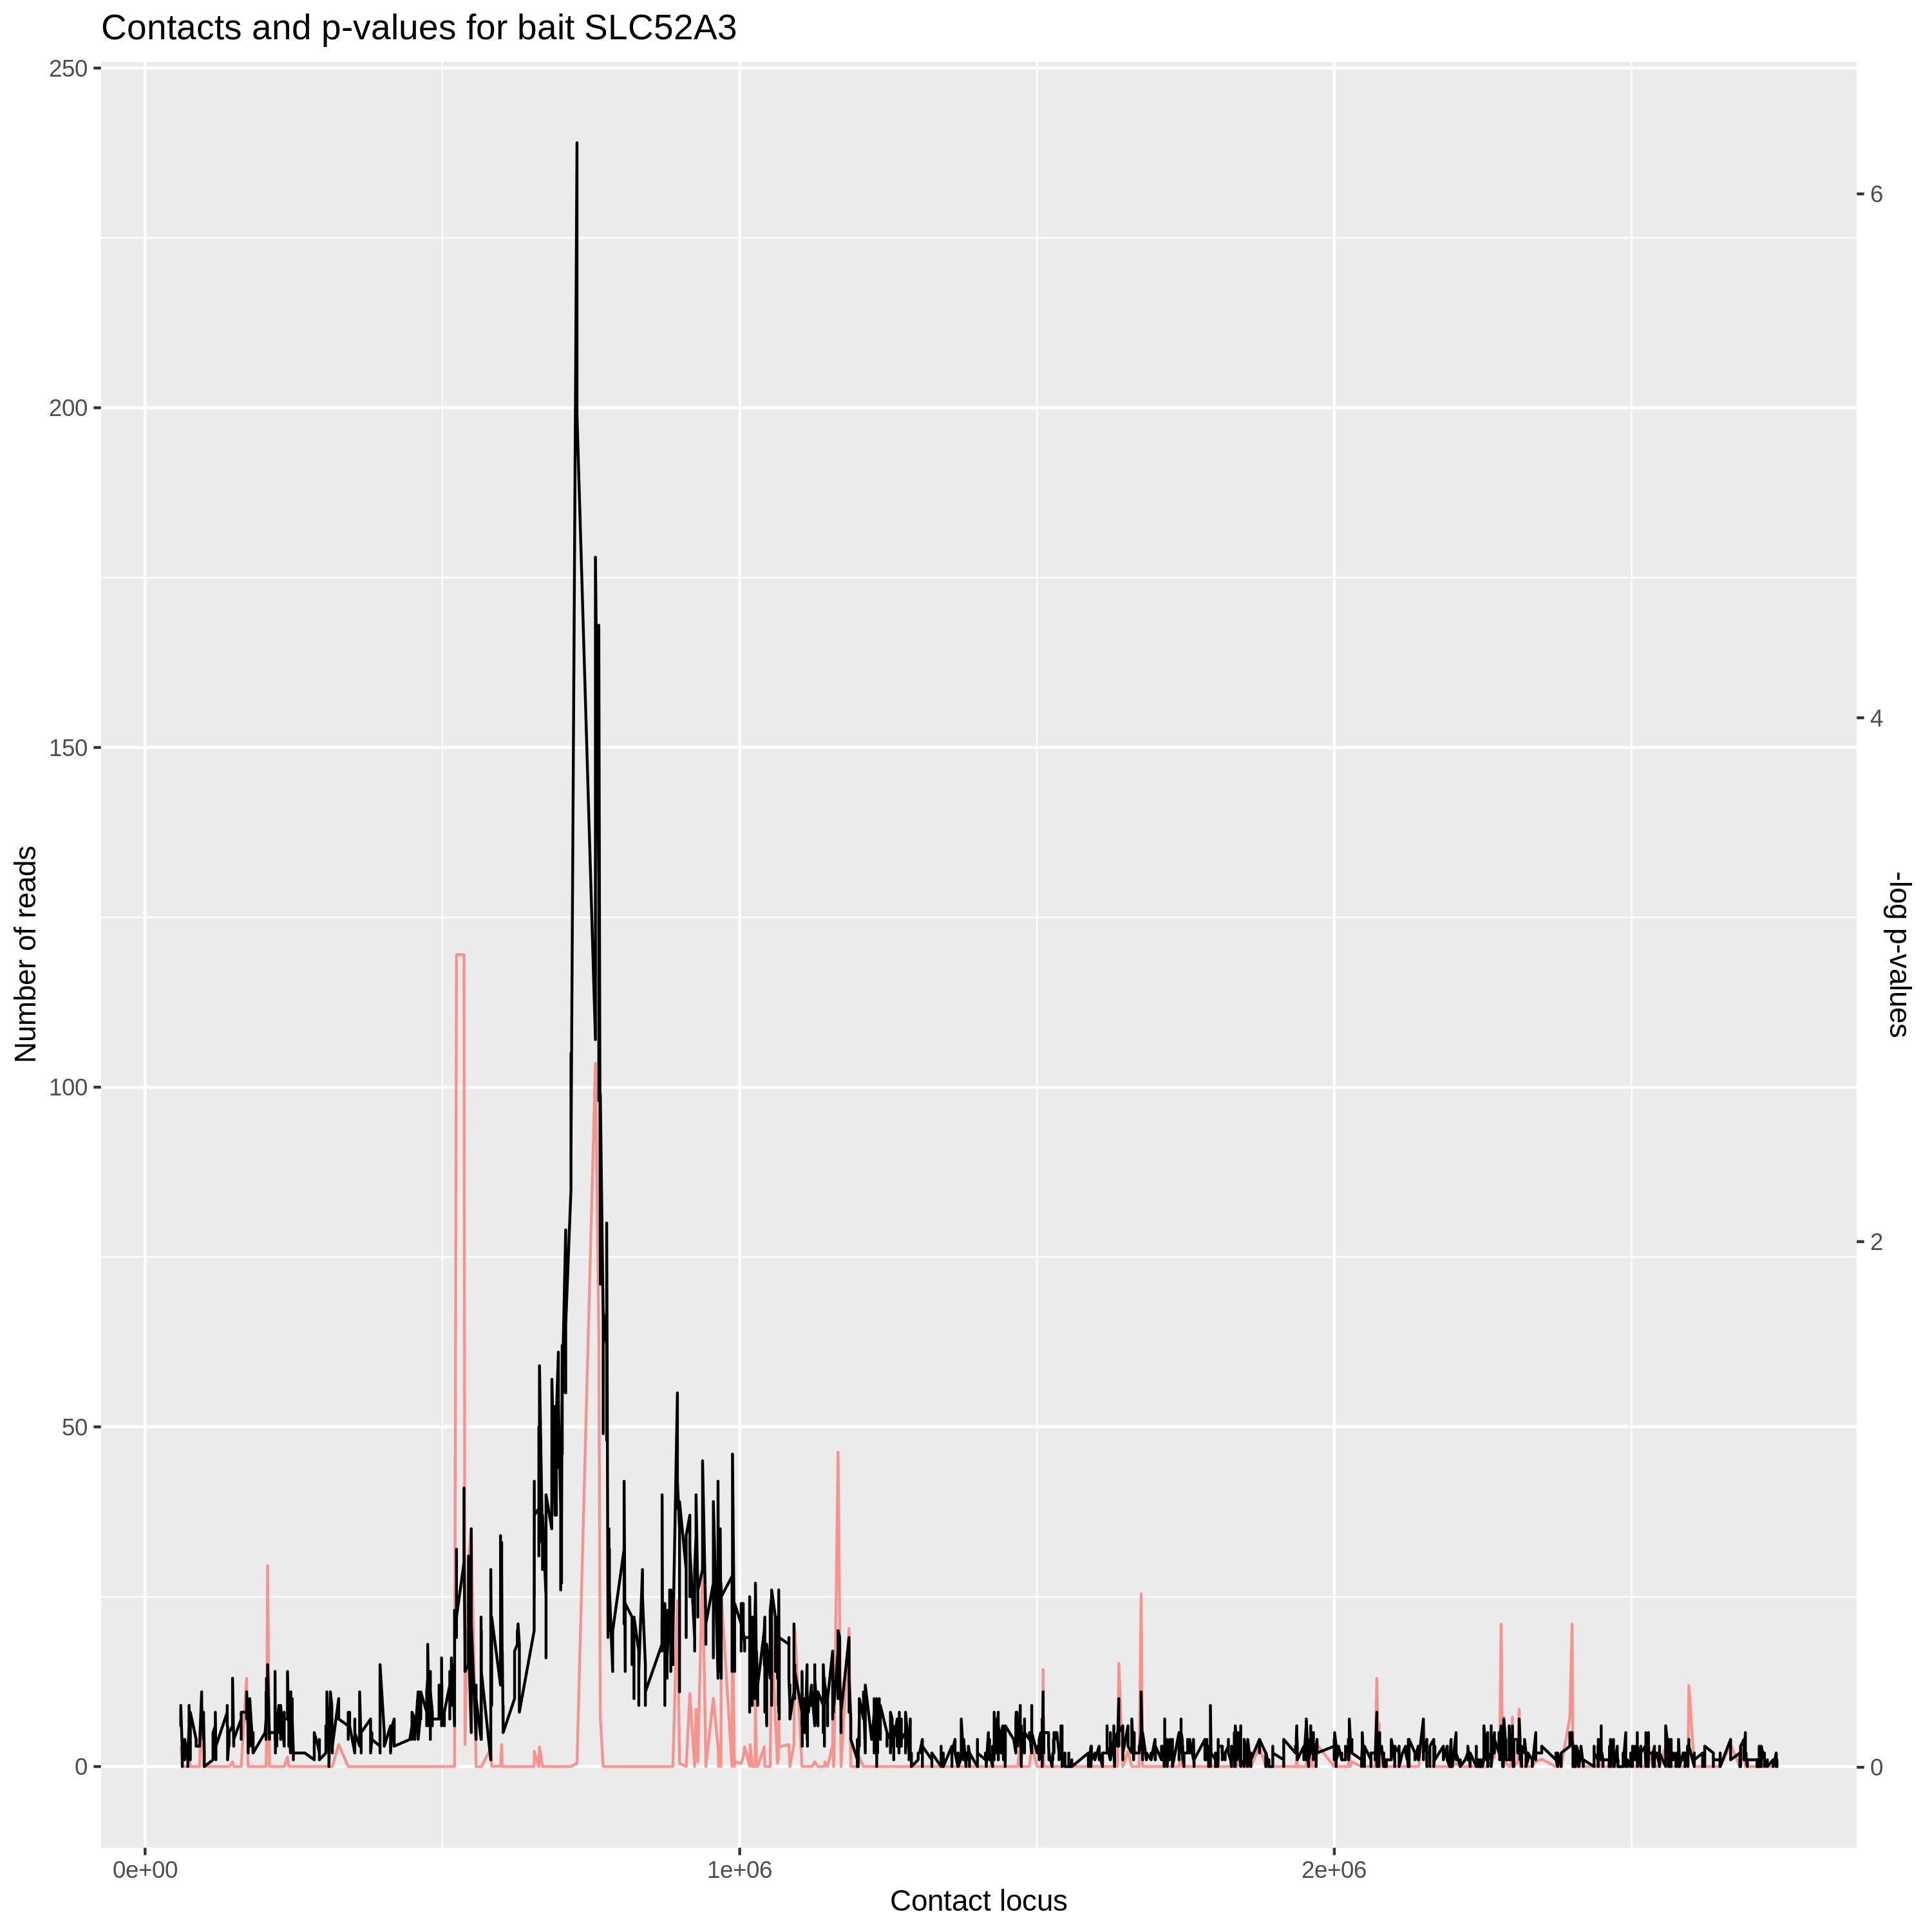 Contacts and p-values for bait SLC52A3
250
200
150
100
50
0
Number of reads
6
4
2
0
-log p-values
0e+00
1e+06
2e+06
Contact locus